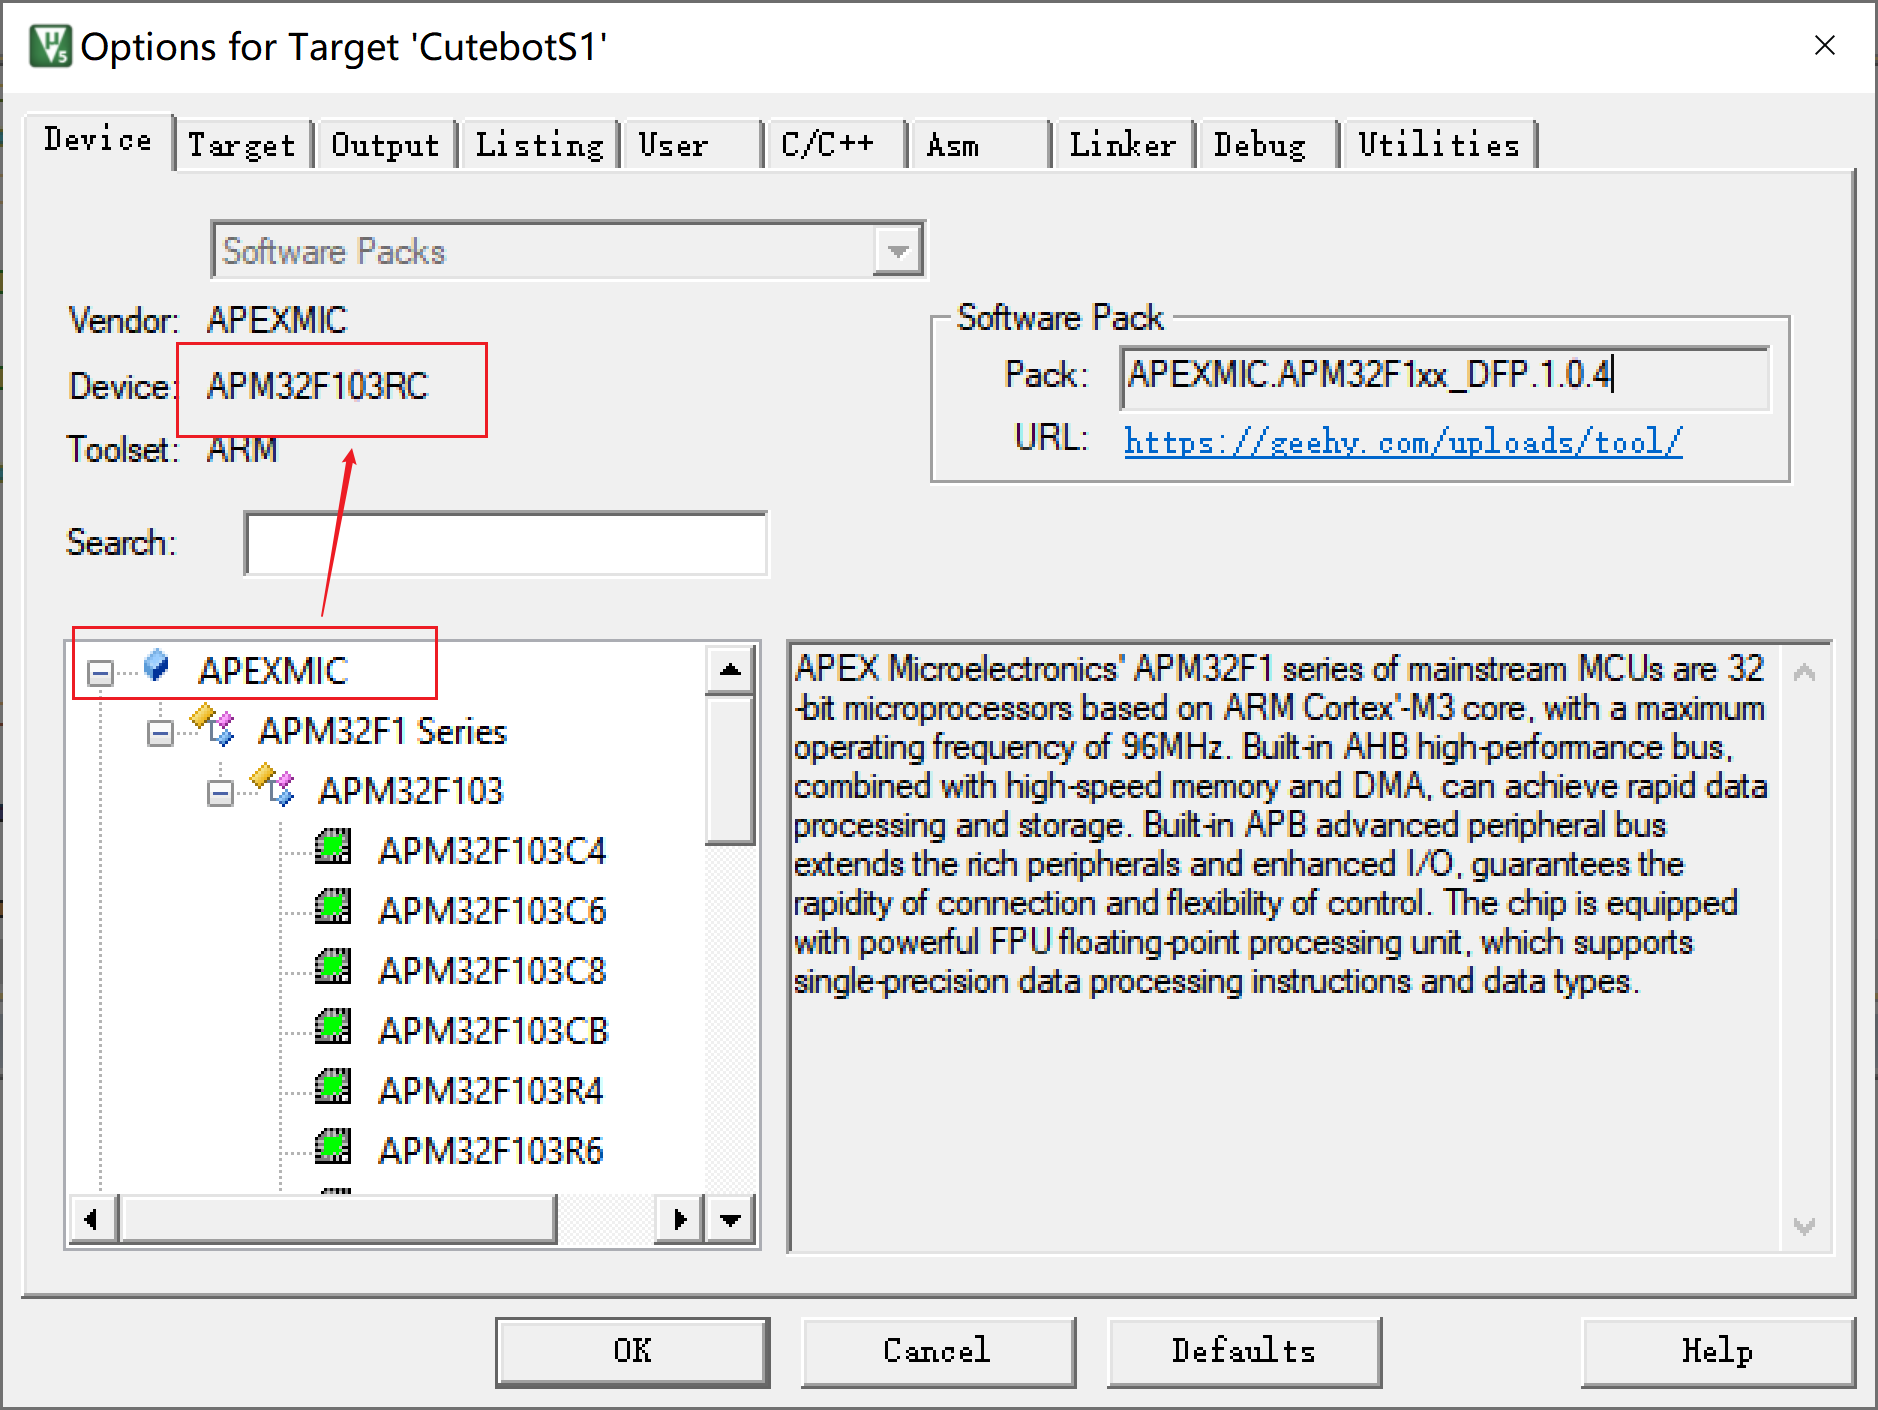 Options for Target 'CutebotS1'
Device Target Output Listing User C/C++ Asm Linker Debug Utilities
Software Packs
Vendor: APEXMIC
Device: APM32F103RC
Toolset: ARM
Software Pack
Pack: APEXMIC.APM32F1xx_DFP.1.0.4
URL: https://geehy.com/uploads/tool/
Search:
APEXMIC
APM32F1 Series
APM32F103
APM32F103C4
APM32F103C6
APM32F103C8
APM32F103CB
APM32F103R4
APM32F103R6
APEX Microelectronics' APM32F1 series of mainstream MCUs are 32
-bit microprocessors based on ARM Cortex'-M3 core, with a maximum
operating frequency of 96MHz. Built-in AHB high-performance bus,
combined with high-speed memory and DMA, can achieve rapid data
processing and storage. Built-in APB advanced peripheral bus
extends the rich peripherals and enhanced I/O, guarantees the
rapidity of connection and flexibility of control. The chip is equipped
with powerful FPU floating-point processing unit, which supports
single-precision data processing instructions and data types.
OK Cancel Defaults Help